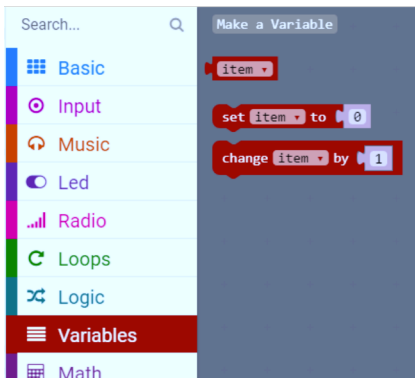 Search...
Basic
Input
Music
Led
Radio
Loops
Logic
Variables
Math
Make a Variable
item
set item to 0
change item by 1